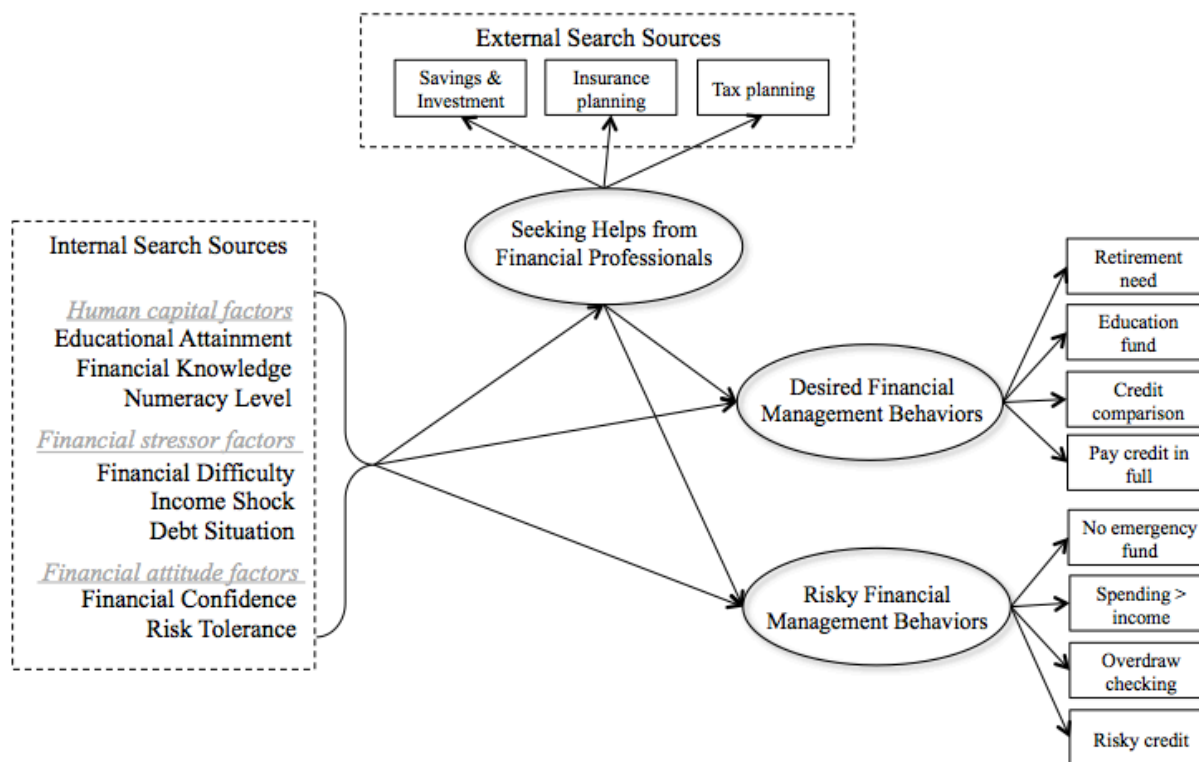 External Search Sources
Savings &
Investment
Insurance
planning
Tax planning
Seeking Helps from
Financial Professionals
Internal Search Sources
Human capital factors
Educational Attainment
Financial Knowledge
Numeracy Level
Financial stressor factors
Financial Difficulty
Income Shock
Debt Situation
Financial attitude factors
Financial Confidence
Risk Tolerance
Desired Financial
Management Behaviors
Retirement
need
Education
fund
Credit
comparison
Pay credit in
full
Risky Financial
Management Behaviors
No emergency
fund
Spending >
income
Overdraw
checking
Risky credit